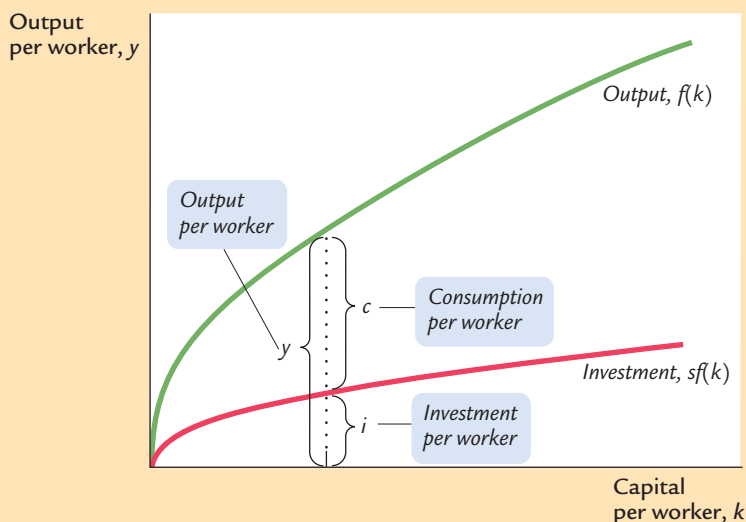 Output
per worker, y
Output, f(k)
Output
per worker
c
Consumption
per worker
y
Investment, sf(k)
i
Investment
per worker
Capital
per worker, k